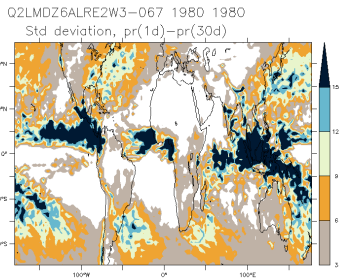 Q2LMDZ6ALRE2W3-067 1980 1980
Std deviation, pr(1d)-pr(30d)
°N
°N
0°
°S
°S
15
12
9
6
3
100°W
0°
100°E